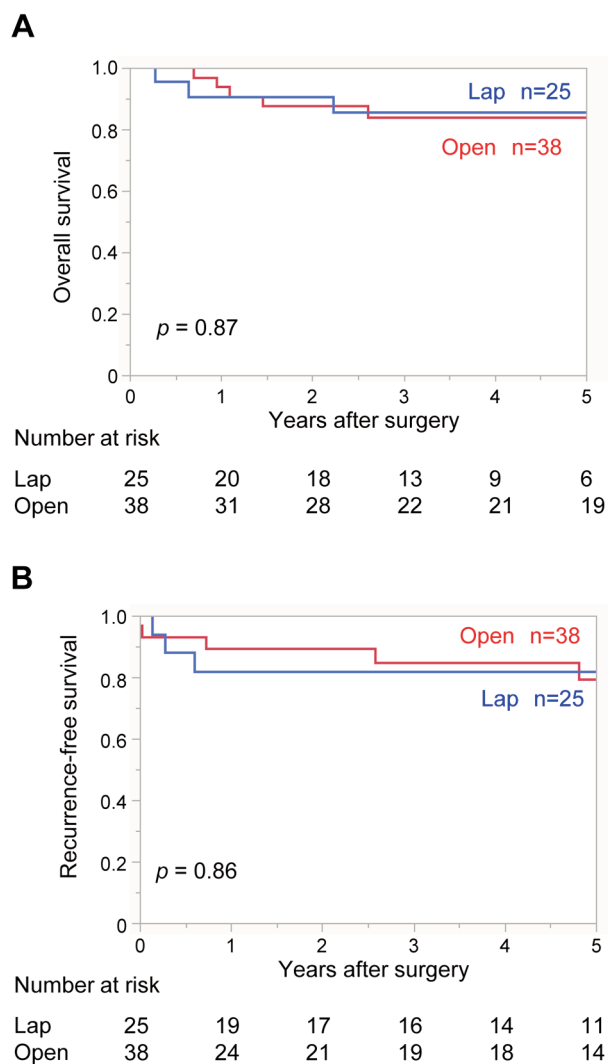 A
1.0
0.8
0.6
0.4
0.2
0
Overall survival
Lap n=25
Open n=38
p = 0.87
0 1 2 3 4 5
Years after surgery
Number at risk
Lap 25 20 18 13 9 6
Open 38 31 28 22 21 19
B
1.0
0.8
0.6
0.4
0.2
0
Recurrence-free survival
Open n=38
Lap n=25
p = 0.86
0 1 2 3 4 5
Years after surgery
Number at risk
Lap 25 19 17 16 14 11
Open 38 24 21 19 18 14